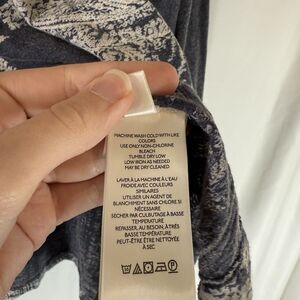 MACHINE WASH COLD WITH LIKE
COLORS
USE ONLY NON-CHLORINE
BLEACH
TUMBLE DRY LOW
LOW IRON AS NEEDED
MAY BE DRY CLEANED
LAVER À LA MACHINE À L'EAU
FROIDE AVEC COULEURS
SIMILAIRES
UTILISER UN AGENT DE
BLANCHIMENT SANS CHLORE SI
NÉCESSAIRE
SECHER PAR CULBUTAGE À BASSE
TEMPERATURE
REPASSER, AU BESOIN, À TRÈS
BASSE TEMPÉRATURE
PEUT-ÊTRE ÊTRE NETTOYÉE
À SEC